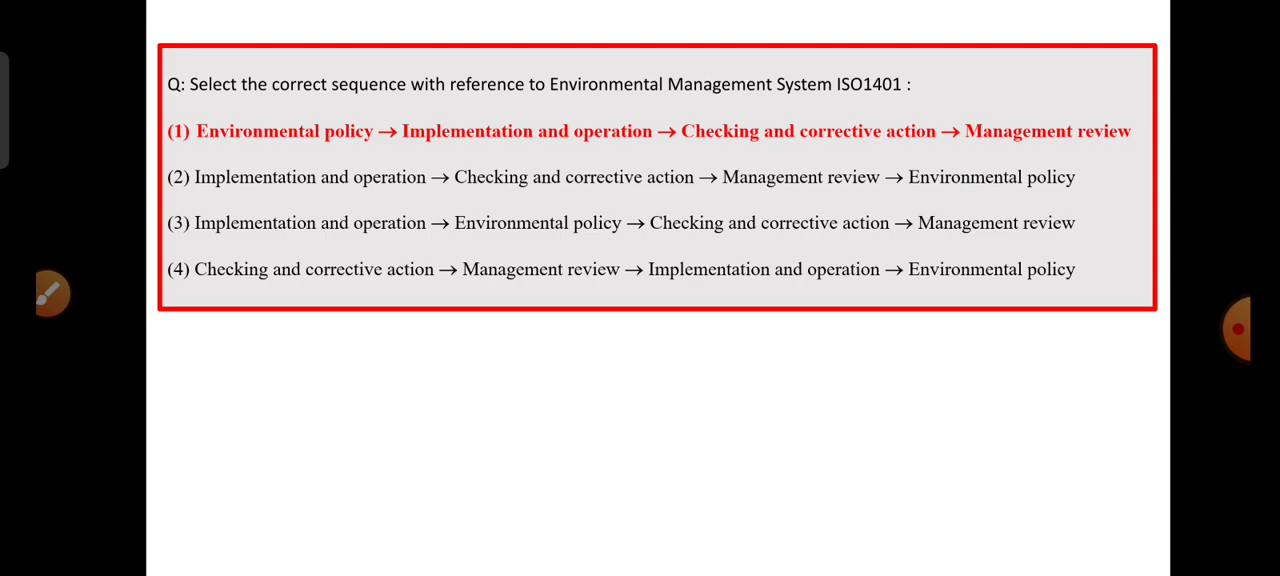 Q: Select the correct sequence with reference to Environmental Management System ISO1401 :
(1) Environmental policy → Implementation and operation → Checking and corrective action → Management review
(2) Implementation and operation → Checking and corrective action → Management review → Environmental policy
(3) Implementation and operation → Environmental policy → Checking and corrective action → Management review
(4) Checking and corrective action → Management review → Implementation and operation → Environmental policy